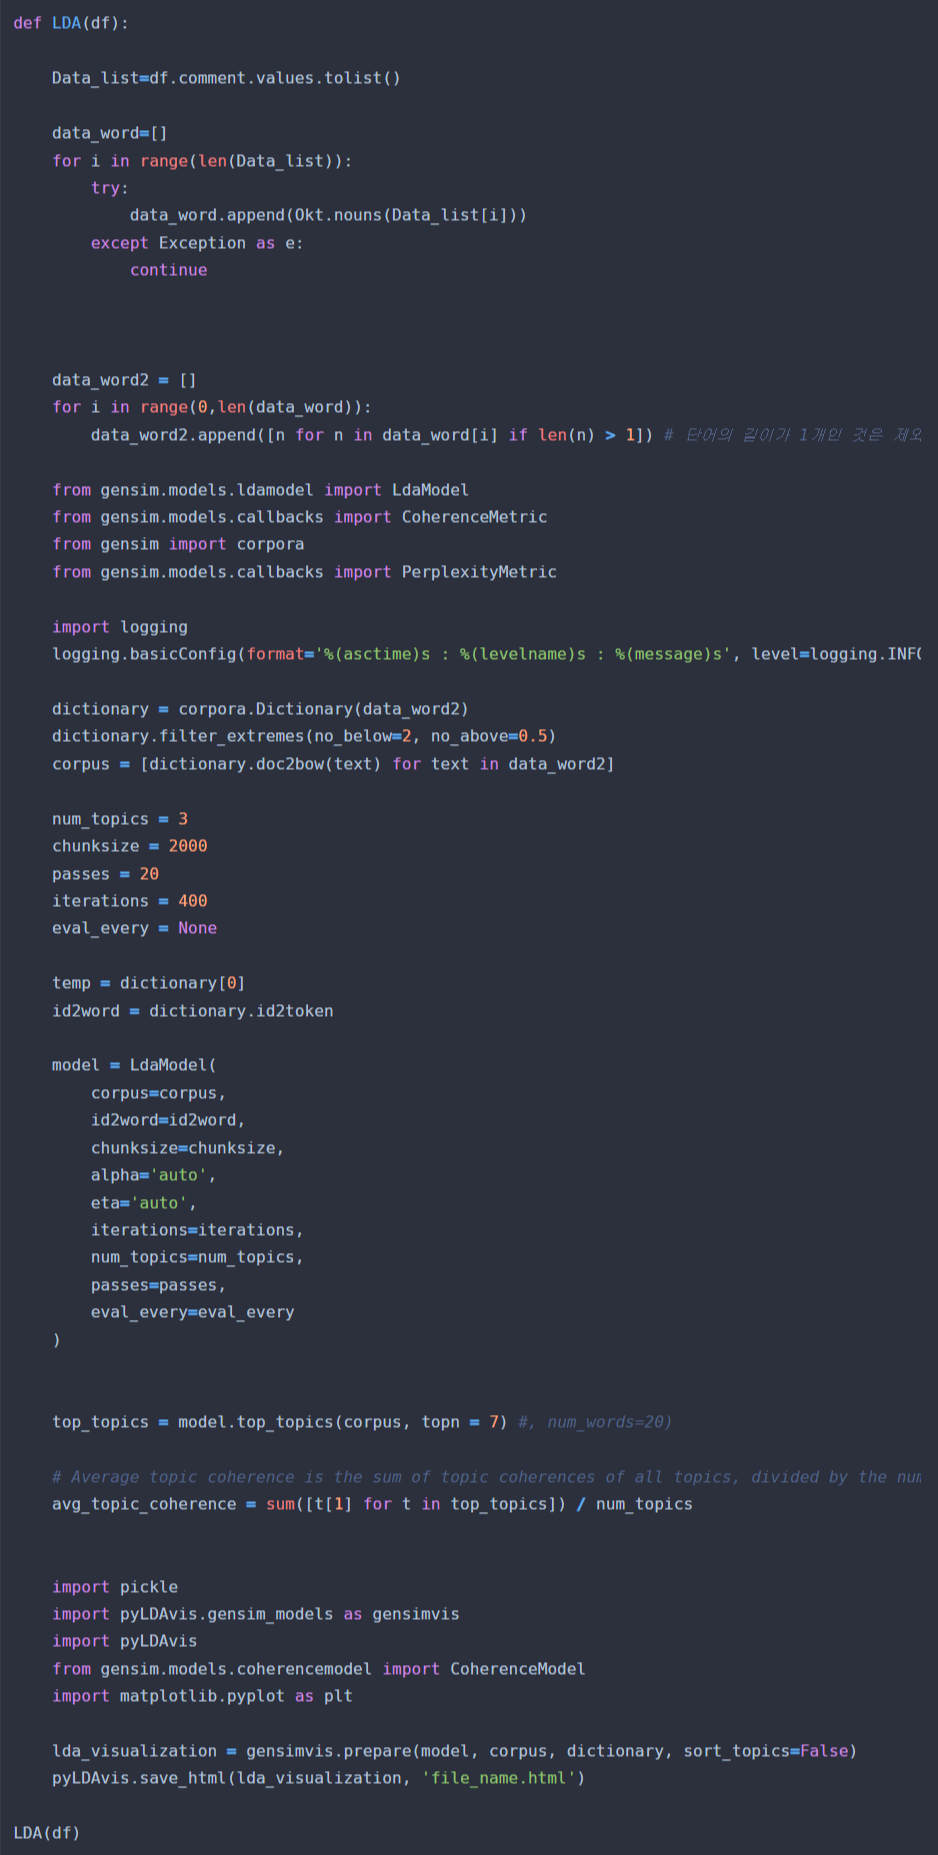 def LDA(df):
    Data_list=df.comment.values.tolist()
    data_word=[]
    for i in range(len(Data_list)):
        try:
            data_word.append(Okt.nouns(Data_list[i]))
        except Exception as e:
            continue
    data_word2 = []
    for i in range(0,len(data_word)):
        data_word2.append([n for n in data_word[i] if len(n) > 1]) # 단어의 길이가 1개인 것은 제외
    from gensim.models.ldamodel import LdaModel
    from gensim.models.callbacks import CoherenceMetric
    from gensim import corpora
    from gensim.models.callbacks import PerplexityMetric
    import logging
    logging.basicConfig(format='%(asctime)s : %(levelname)s : %(message)s', level=logging.INFO
    dictionary = corpora.Dictionary(data_word2)
    dictionary.filter_extremes(no_below=2, no_above=0.5)
    corpus = [dictionary.doc2bow(text) for text in data_word2]
    num_topics = 3
    chunksize = 2000
    passes = 20
    iterations = 400
    eval_every = None
    temp = dictionary[0]
    id2word = dictionary.id2token
    model = LdaModel(
        corpus=corpus,
        id2word=id2word,
        chunksize=chunksize,
        alpha='auto',
        eta='auto',
        iterations=iterations,
        num_topics=num_topics,
        passes=passes,
        eval_every=eval_every
    )
    top_topics = model.top_topics(corpus, topn = 7) #, num_words=20)
    # Average topic coherence is the sum of topic coherences of all topics, divided by the num
    avg_topic_coherence = sum([t[1] for t in top_topics]) / num_topics
    import pickle
    import pyLDAvis.gensim_models as gensimvis
    import pyLDAvis
    from gensim.models.coherencemodel import CoherenceModel
    import matplotlib.pyplot as plt
    lda_visualization = gensimvis.prepare(model, corpus, dictionary, sort_topics=False)
    pyLDAvis.save_html(lda_visualization, 'file_name.html')
LDA(df)